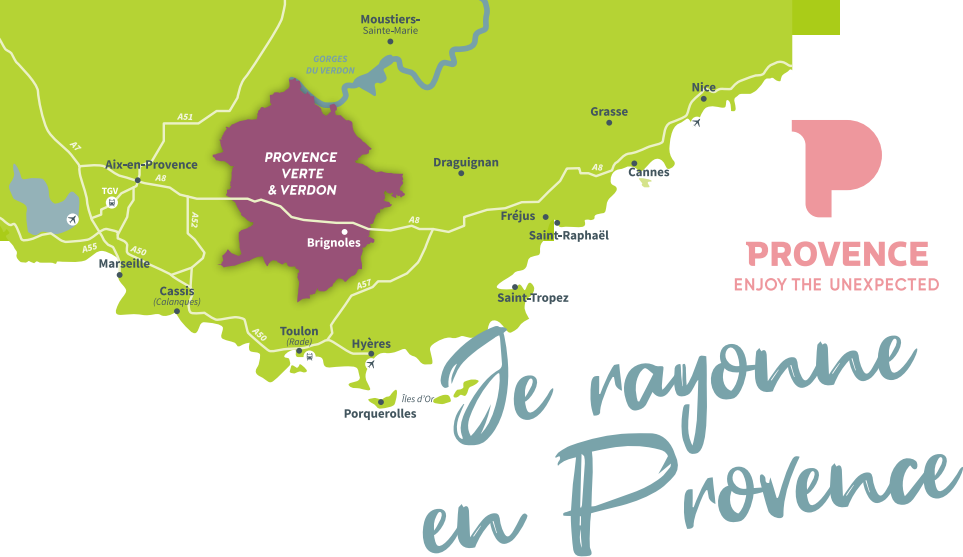 Moustiers-
Sainte-Marie
GORGES
DU VERDON
Nice
A51
Grasse
A7
PROVENCE
VERTE
& VERDON
Aix-en-Provence
Draguignan
A8
A8
Cannes
TGV
A52
Fréjus
A8
Saint-Raphaël
Brignoles
A55
A50
Marseille
PROVENCE
ENJOY THE UNEXPECTED
A57
Cassis
(Calanques)
Saint-Tropez
A50
Toulon
(Rade)
Hyères
Îles d'Or
Porquerolles
Je rayonne
en Provence